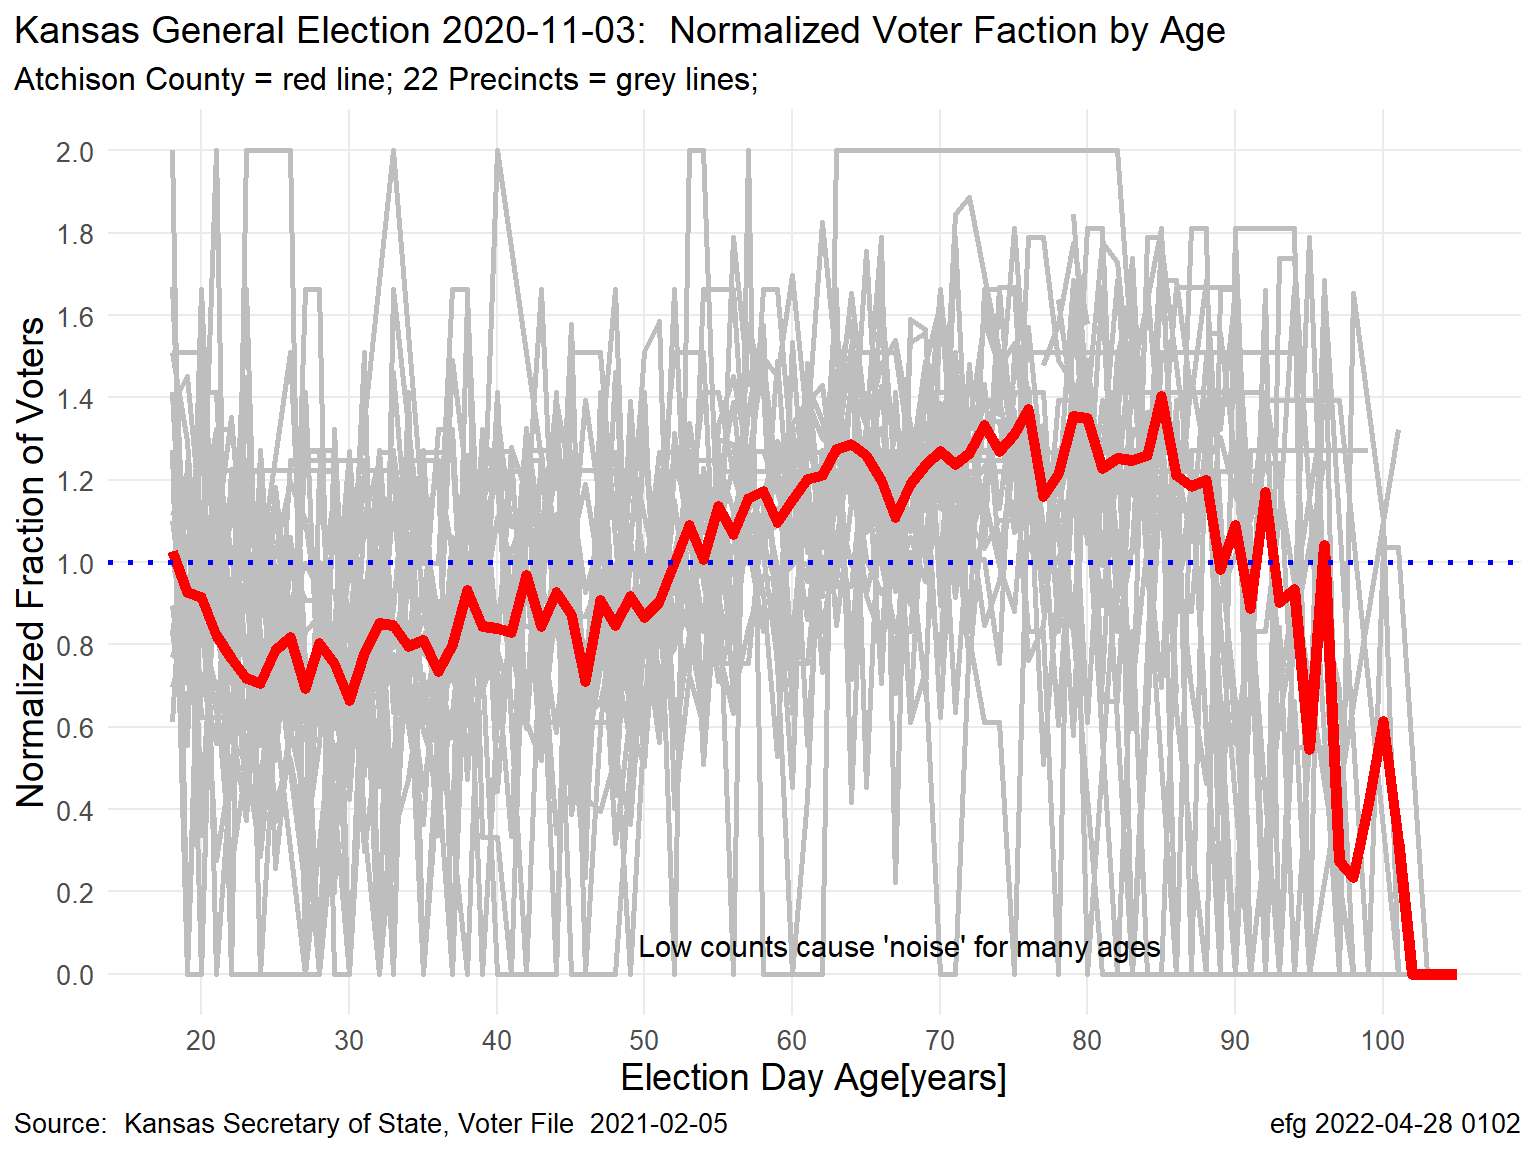 Kansas General Election 2020-11-03:  Normalized Voter Faction by Age
Atchison County = red line; 22 Precincts = grey lines;
Normalized Fraction of Voters
2.0
1.8
1.6
1.4
1.2
1.0
0.8
0.6
0.4
0.2
0.0
Low counts cause 'noise' for many ages
20 30 40 50 60 70 80 90 100
Election Day Age[years]
Source:  Kansas Secretary of State, Voter File  2021-02-05
efg 2022-04-28 0102